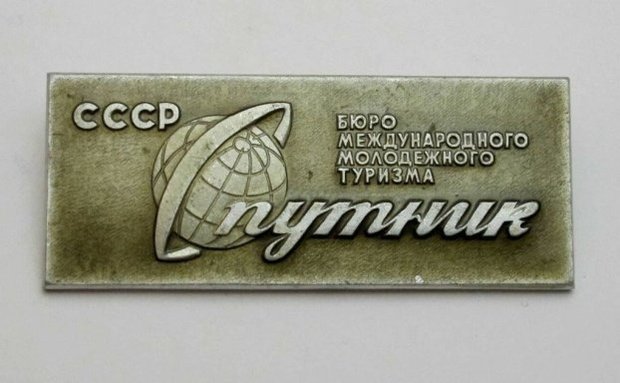 СССР
БЮРО
МЕЖДУНАРОДНОГО
МОЛОДЕЖНОГО
ТУРИЗМА
Спутник